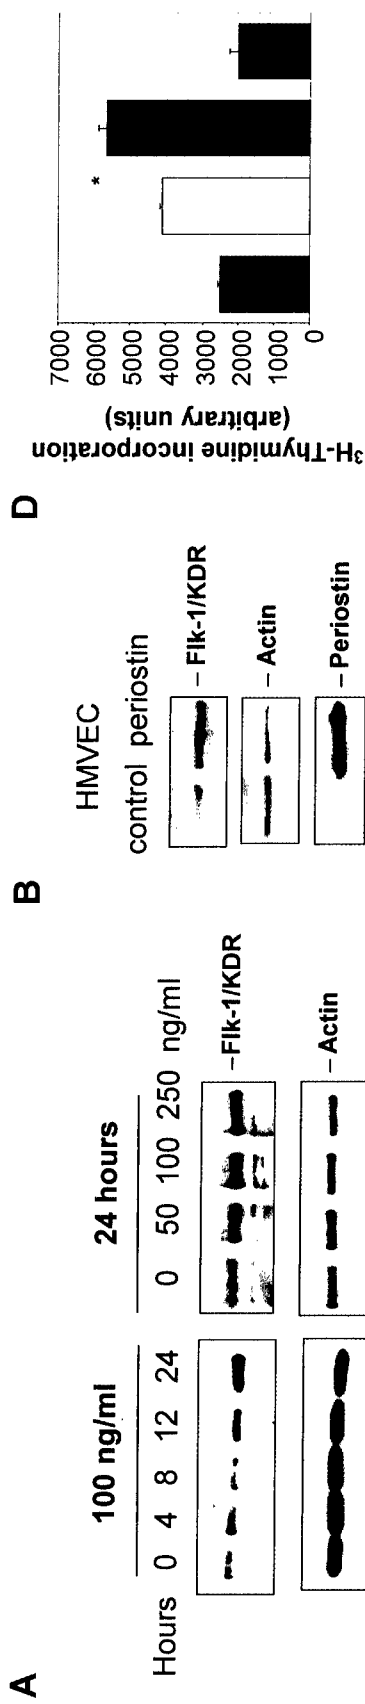 A
100 ng/ml
24 hours
Hours 0 4 8 12 24
0 50 100 250 ng/ml
– Flk-1/KDR
– Actin
B
HMVEC
control periostin
– Flk-1/KDR
– Actin
– Periostin
D
³H-Thymidine incorporation
(arbitrary units)
7000
6000
5000
4000
3000
2000
1000
0
*